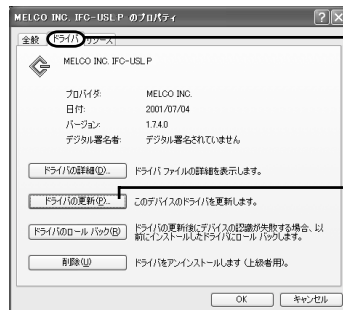 MELCO INC. IFC-USLP のプロパティ
全般 ドライバ リソース
MELCO INC. IFC-USLP
プロバイダ: MELCO INC.
日付: 2001/07/04
バージョン: 1.7.4.0
デジタル署名者: デジタル署名されていません
ドライバの詳細(D)... ドライバ ファイルの詳細を表示します。
ドライバの更新(P)... このデバイスのドライバを更新します。
ドライバのロール バック(R) ドライバの更新後にデバイスの認識が失敗する場合、以
前にインストールしたドライバにロール バックします。
削除(U) ドライバをアンインストールします (上級者用)。
OK キャンセル